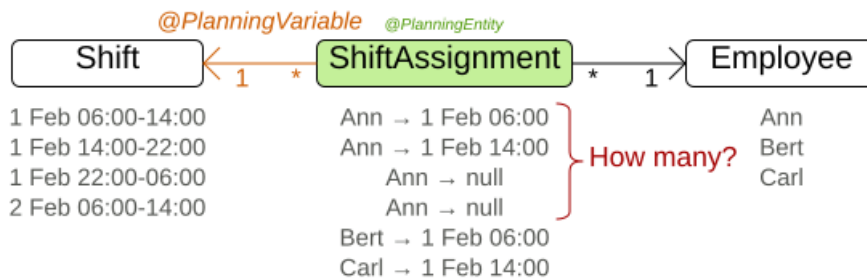 @PlanningVariable @PlanningEntity
Shift ShiftAssignment Employee
1 * * 1
1 Feb 06:00-14:00 Ann → 1 Feb 06:00 Ann
1 Feb 14:00-22:00 Ann → 1 Feb 14:00 How many? Bert
1 Feb 22:00-06:00 Ann → null Carl
2 Feb 06:00-14:00 Ann → null
Bert → 1 Feb 06:00
Carl → 1 Feb 14:00